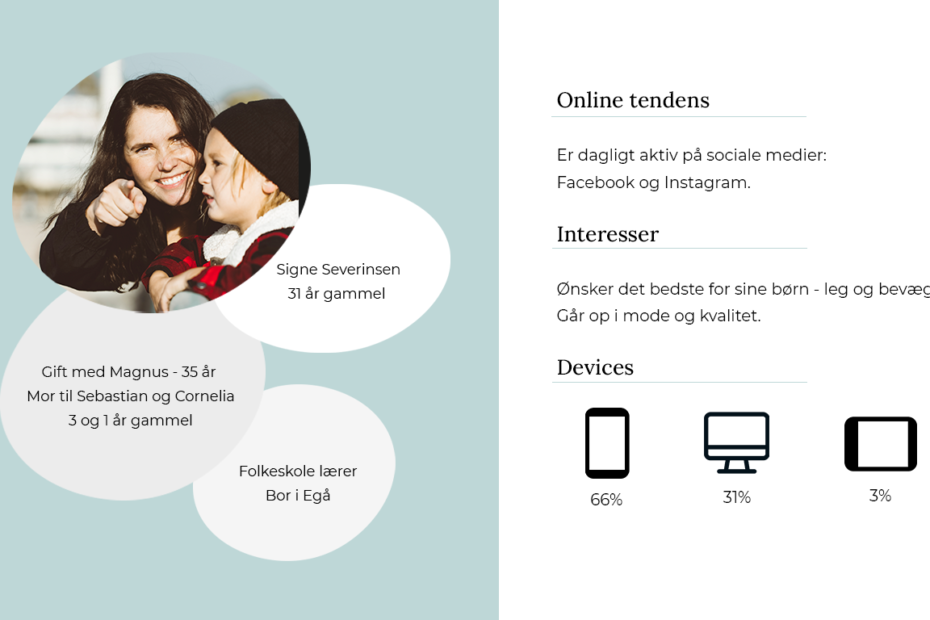 Signe Severinsen
31 år gammel
Gift med Magnus - 35 år
Mor til Sebastian og Cornelia
3 og 1 år gammel
Folkeskole lærer
Bor i Egå
Online tendens
Er dagligt aktiv på sociale medier:
Facebook og Instagram.
Interesser
Ønsker det bedste for sine børn - leg og
Går op i mode og kvalitet.
Devices
66%
31%
3%